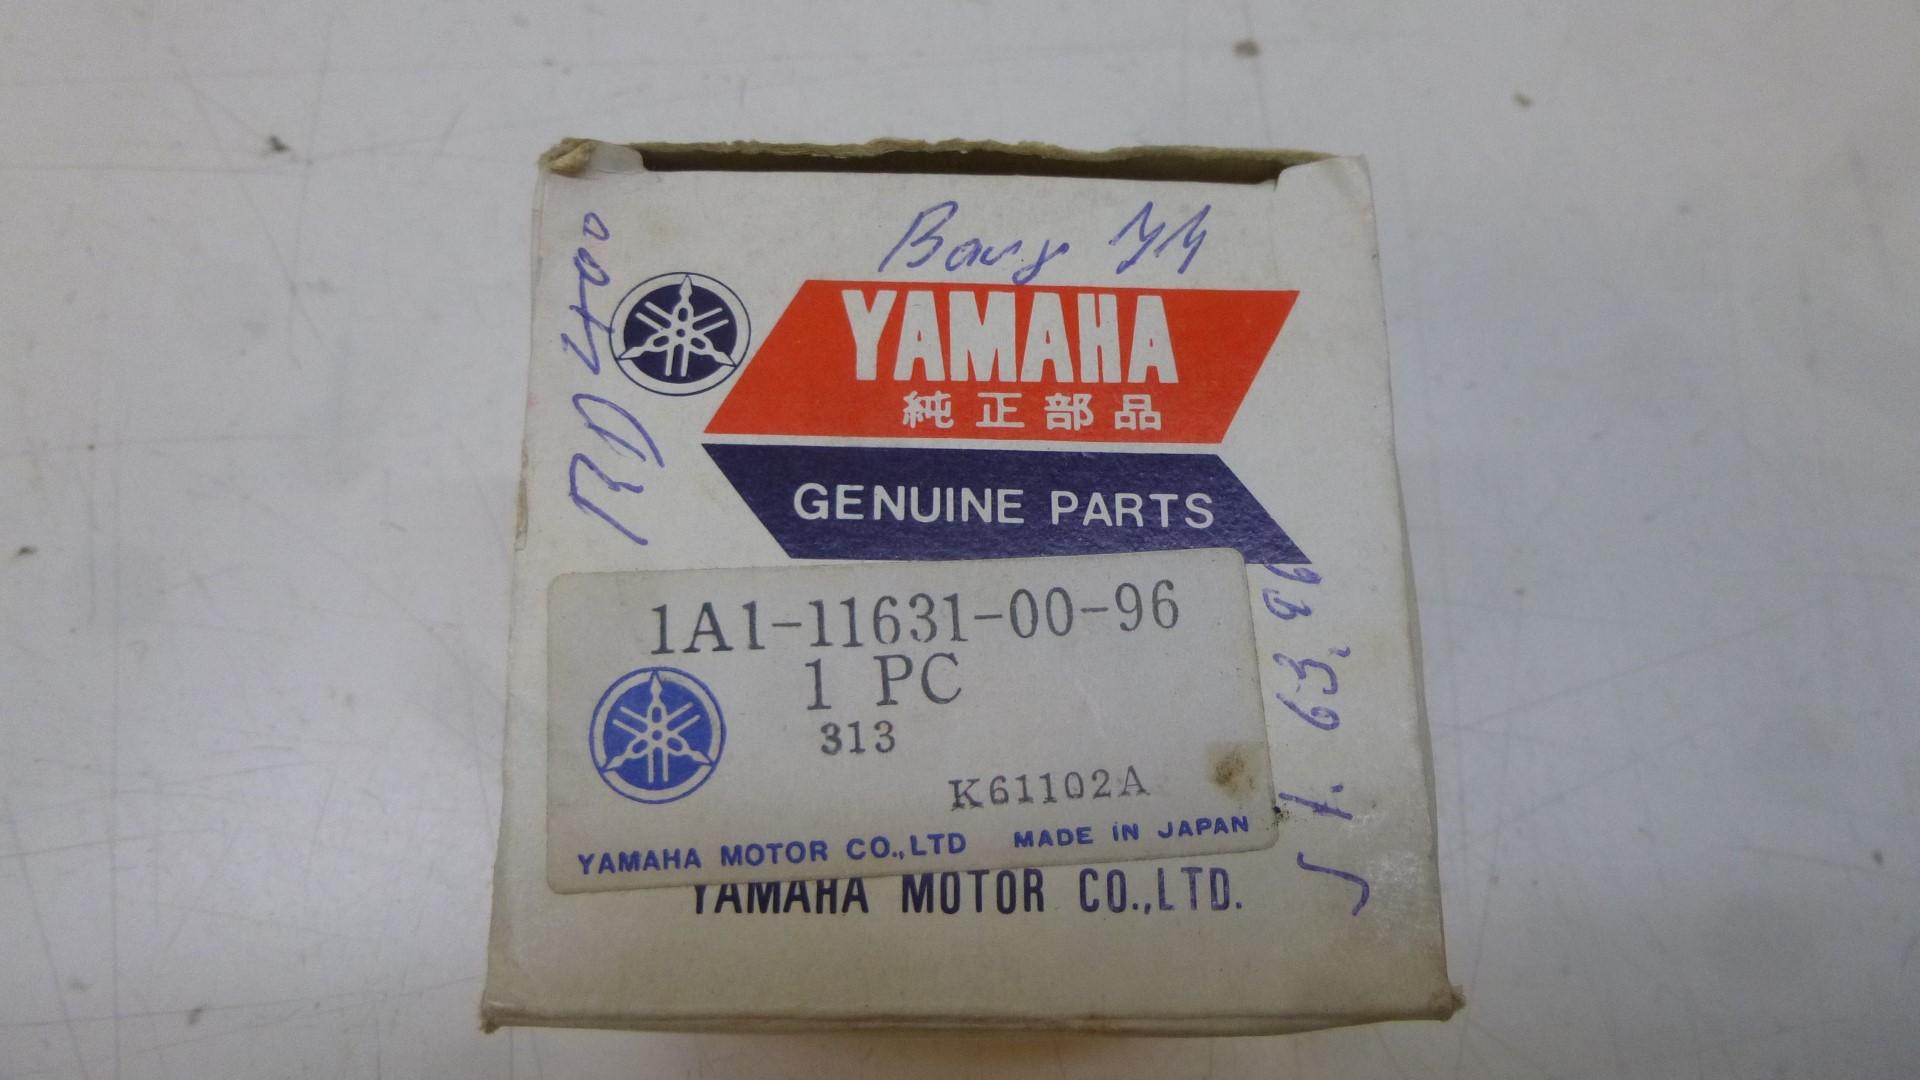 RD 400
YAMAHA
純正部品
GENUINE PARTS
1A1-11631-00-96
1 PC
313
K61102A
YAMAHA MOTOR CO.,LTD MADE IN JAPAN
YAMAHA MOTOR CO.,LTD.